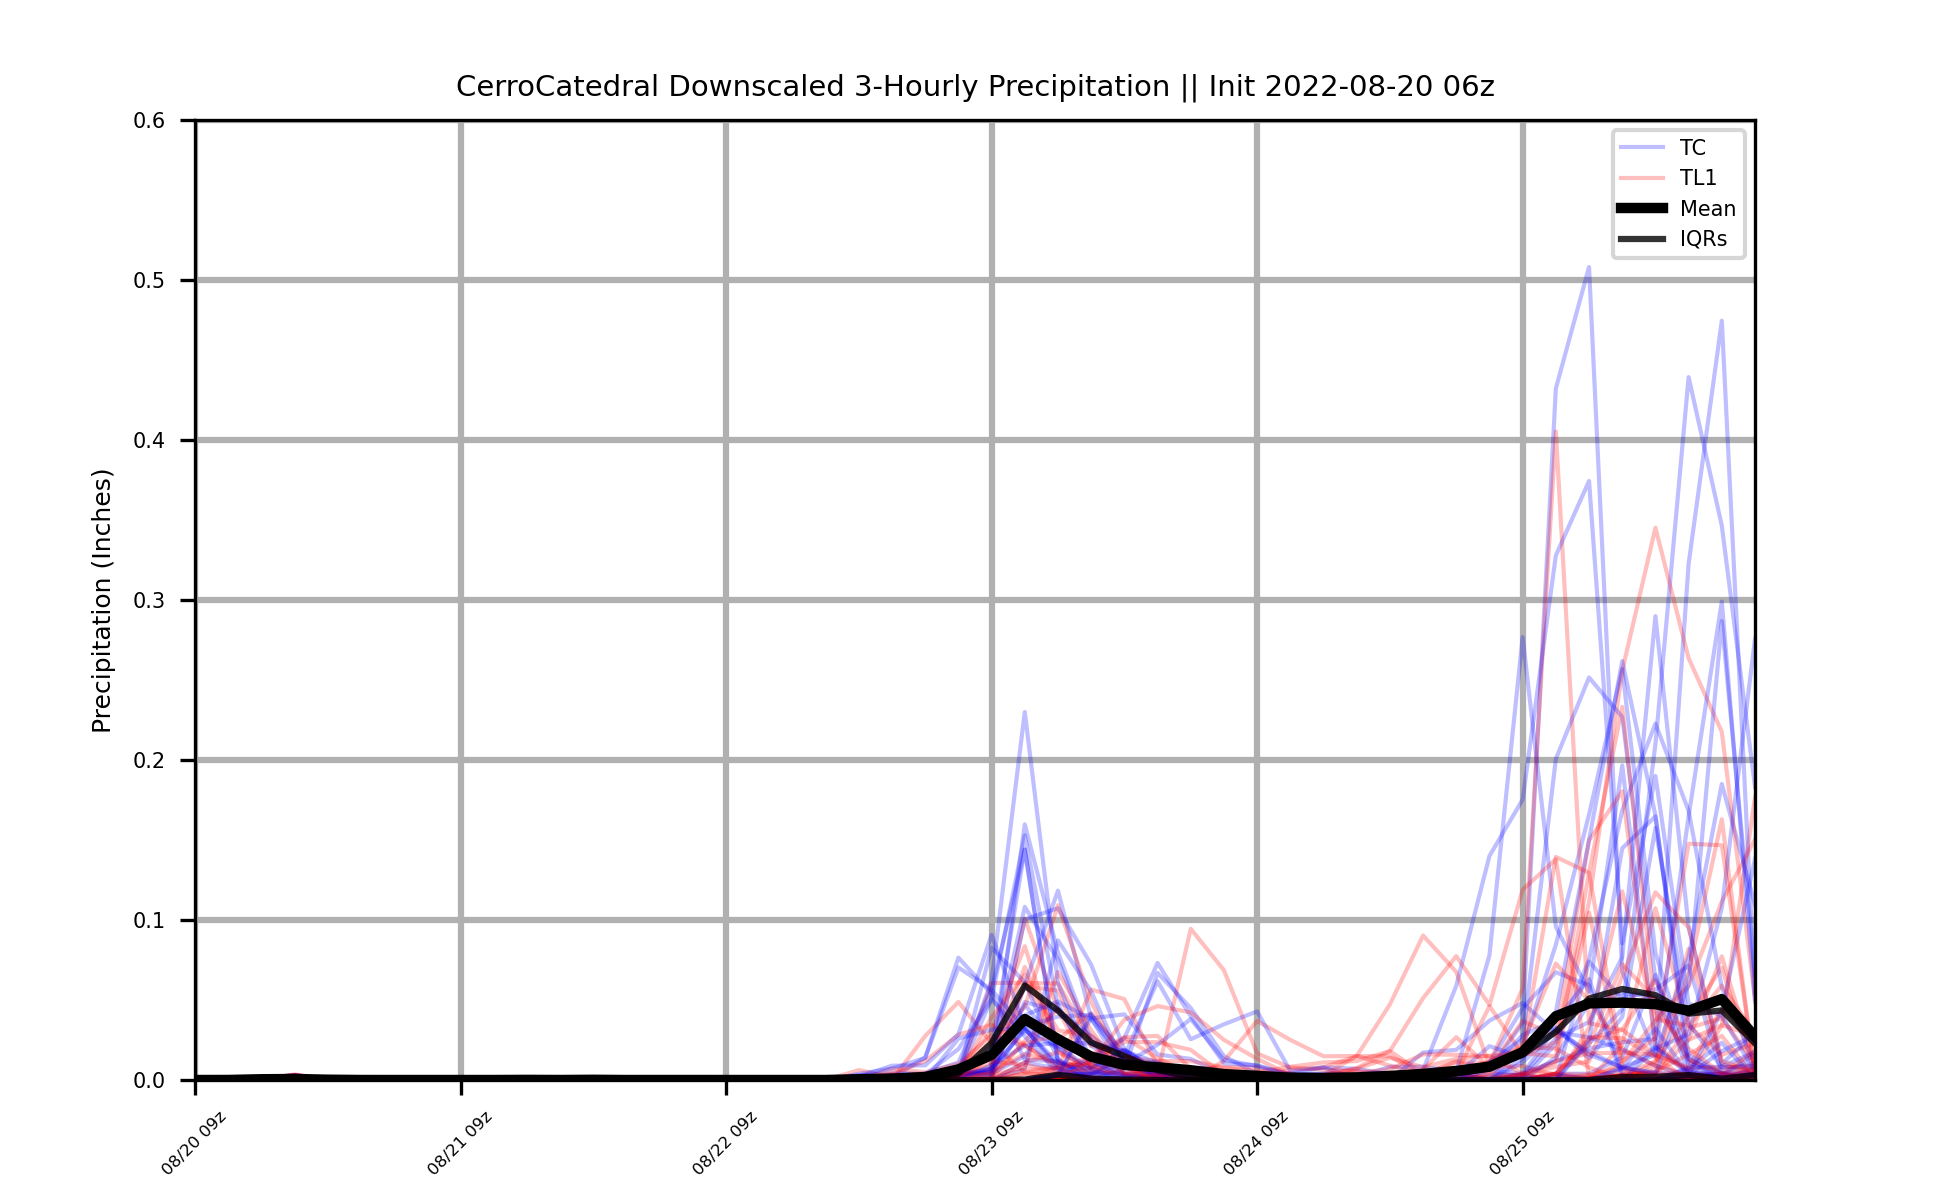 CerroCatedral Downscaled 3-Hourly Precipitation || Init 2022-08-20 06z
TC
TL1
Mean
IQRs
Precipitation (Inches)
0.6
0.5
0.4
0.3
0.2
0.1
0.0
08/20 09z
08/21 09z
08/22 09z
08/23 09z
08/24 09z
08/25 09z